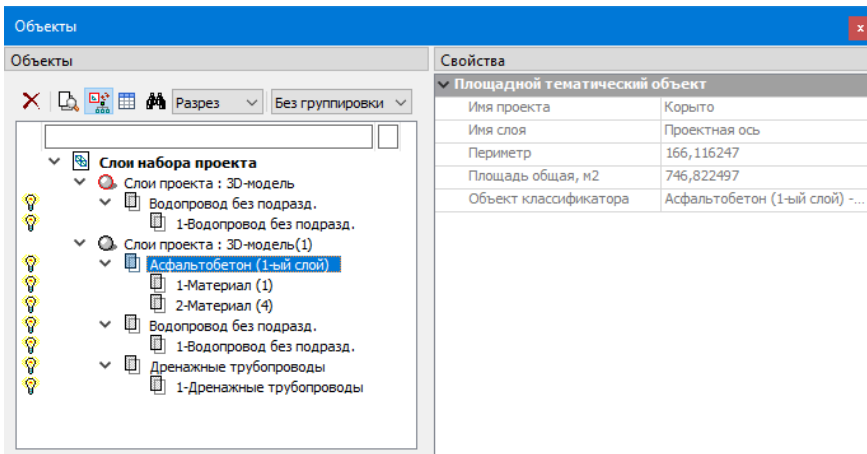 Объекты
x
Объекты
Разрез
Без группировки
Слои набора проекта
Слои проекта : 3D-модель
Водопровод без подразд.
1-Водопровод без подразд.
Слои проекта : 3D-модель(1)
Асфальтобетон (1-ый слой)
1-Материал (1)
2-Материал (4)
Водопровод без подразд.
1-Водопровод без подразд.
Дренажные трубопроводы
1-Дренажные трубопроводы
Свойства
Площадной тематический объект
Имя проекта Корыто
Имя слоя Проектная ось
Периметр 166,116247
Площадь общая, м2 746,822497
Объект классификатора Асфальтобетон (1-ый слой) -...